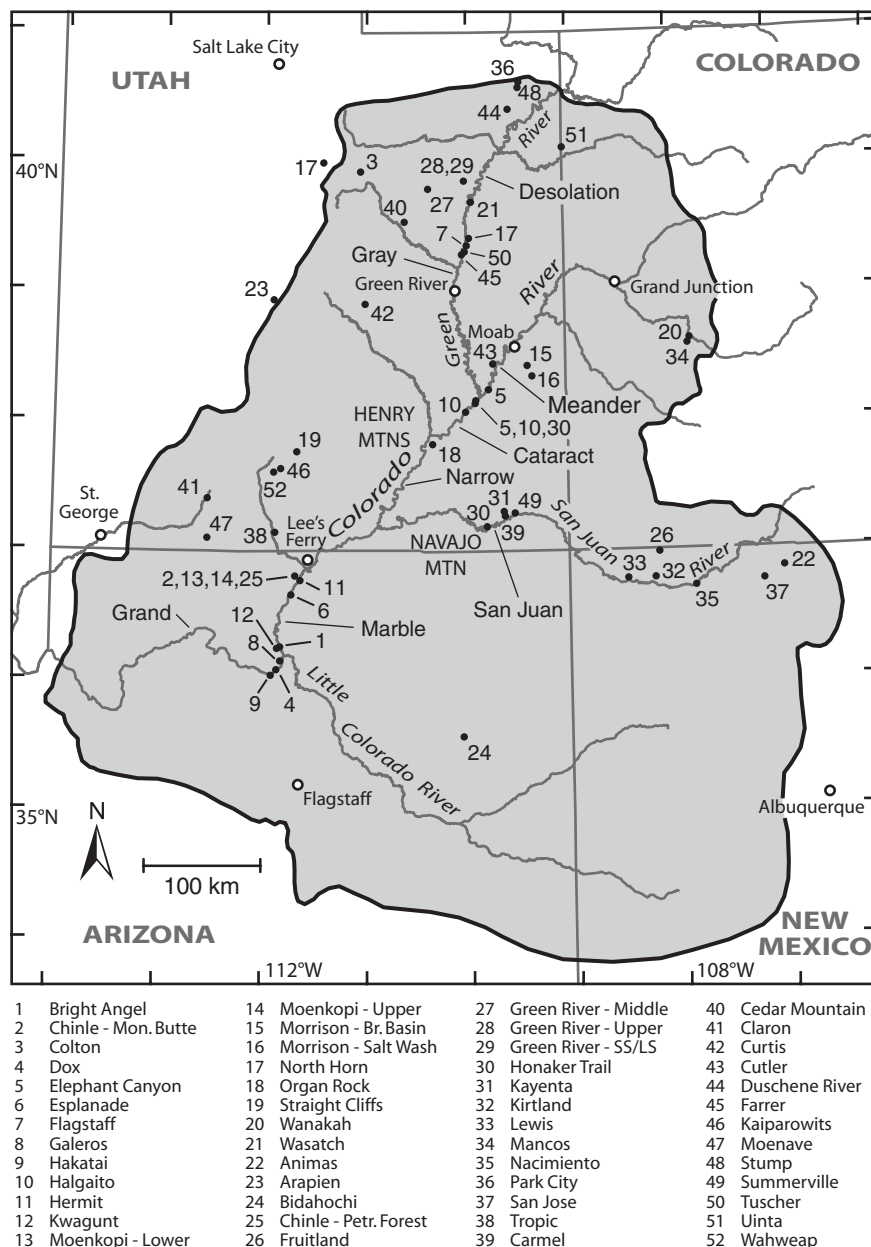 Salt Lake City
UTAH
COLORADO
36
48
44
River
51
40°N
17
3
28,29
Desolation
27
21
40
7
17
50
Gray
45
River
Green River
Grand Junction
23
42
Green
Moab
20
34
43
15
16
5
Meander
10
5,10,30
HENRY
MTNS
Cataract
19
18
46
52
Colorado
Narrow
41
St.
George
31
49
30
39
San Juan
River
47
38
Lee's
Ferry
NAVAJO
MTN
26
22
33
32
35
37
2,13,14,25
11
San Juan
6
Grand
Marble
12
1
8
9
4
Little
Colorado River
24
Flagstaff
Albuquerque
35°N
N
100 km
ARIZONA
NEW
MEXICO
112°W
108°W
1 Bright Angel
2 Chinle - Mon. Butte
3 Colton
4 Dox
5 Elephant Canyon
6 Esplanade
7 Flagstaff
8 Galeros
9 Hakatai
10 Halgaito
11 Hermit
12 Kwagunt
13 Moenkopi - Lower
14 Moenkopi - Upper
15 Morrison - Br. Basin
16 Morrison - Salt Wash
17 North Horn
18 Organ Rock
19 Straight Cliffs
20 Wanakah
21 Wasatch
22 Animas
23 Arapien
24 Bidahochi
25 Chinle - Petr. Forest
26 Fruitland
27 Green River - Middle
28 Green River - Upper
29 Green River - SS/LS
30 Honaker Trail
31 Kayenta
32 Kirtland
33 Lewis
34 Mancos
35 Nacimiento
36 Park City
37 San Jose
38 Tropic
39 Carmel
40 Cedar Mountain
41 Claron
42 Curtis
43 Cutler
44 Duschene River
45 Farrer
46 Kaiparowits
47 Moenave
48 Stump
49 Summerville
50 Tuscher
51 Uinta
52 Wahweap